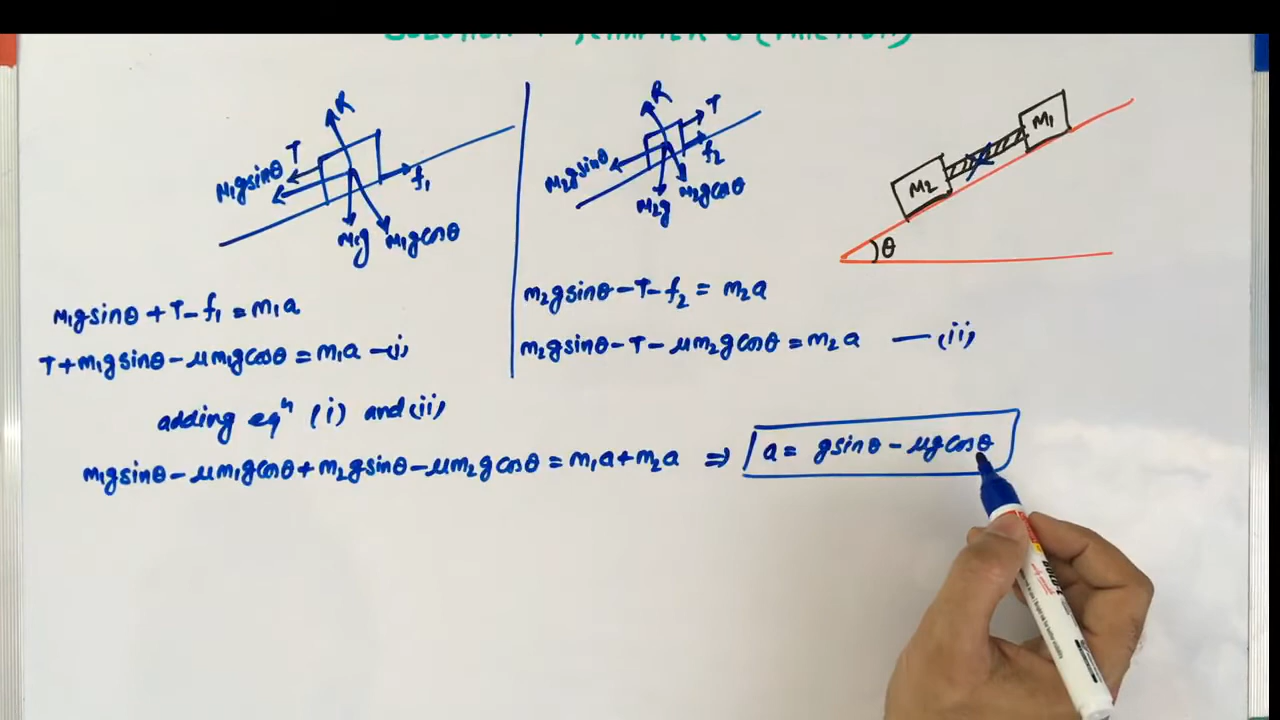 R
T
M₁gsinθ
f₁
M₁g
M₁gcosθ
R
T
M₂gsinθ
f₂
M₂g
M₂gcosθ
M₁
M₂
θ
M₁gsinθ + T - f₁ = m₁a
T + m₁gsinθ - μm₁gcosθ = m₁a —(i)
m₂gsinθ - T - f₂ = m₂a
m₂gsinθ - T - μm₂gcosθ = m₂a —(ii)
adding eqⁿ (i) and (ii)
m₁gsinθ - μm₁gcosθ + m₂gsinθ - μm₂gcosθ = m₁a + m₂a ⇒ a = gsinθ - μgcosθ